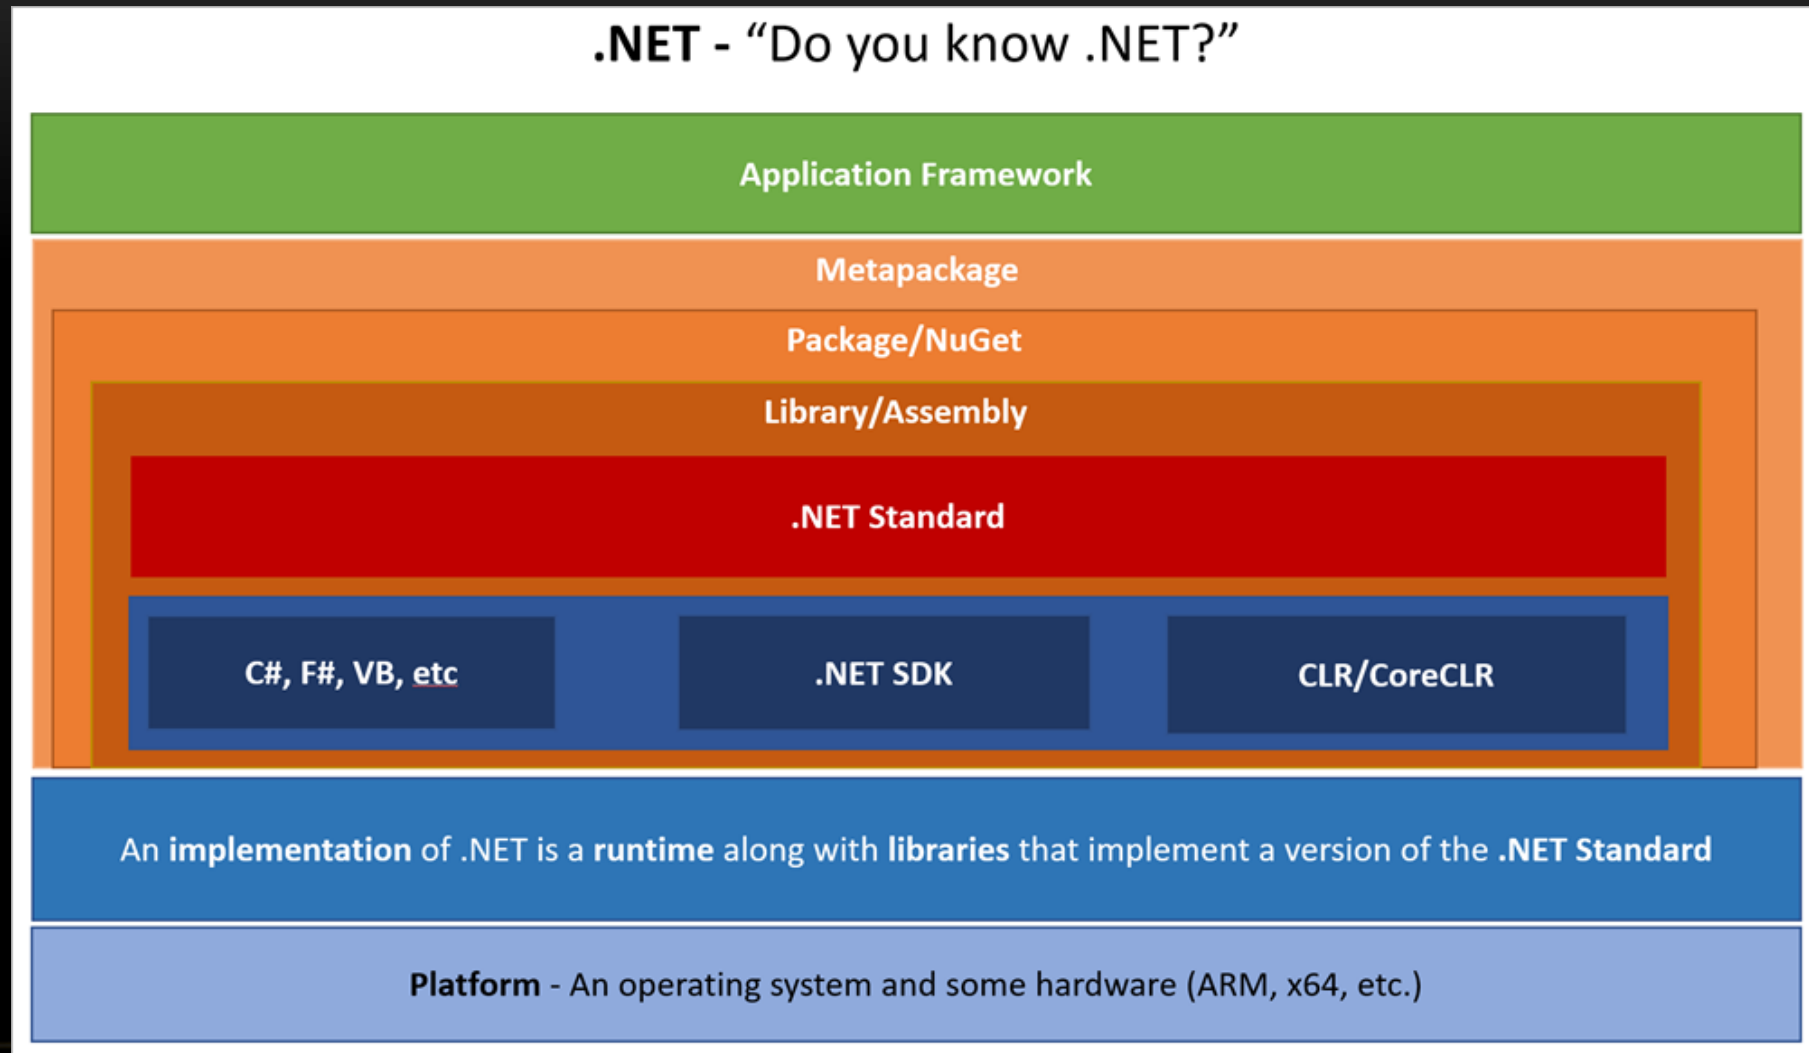 .NET - “Do you know .NET?”
Application Framework
Metapackage
Package/NuGet
Library/Assembly
.NET Standard
C#, F#, VB, etc
.NET SDK
CLR/CoreCLR
An implementation of .NET is a runtime along with libraries that implement a version of the .NET Standard
Platform - An operating system and some hardware (ARM, x64, etc.)